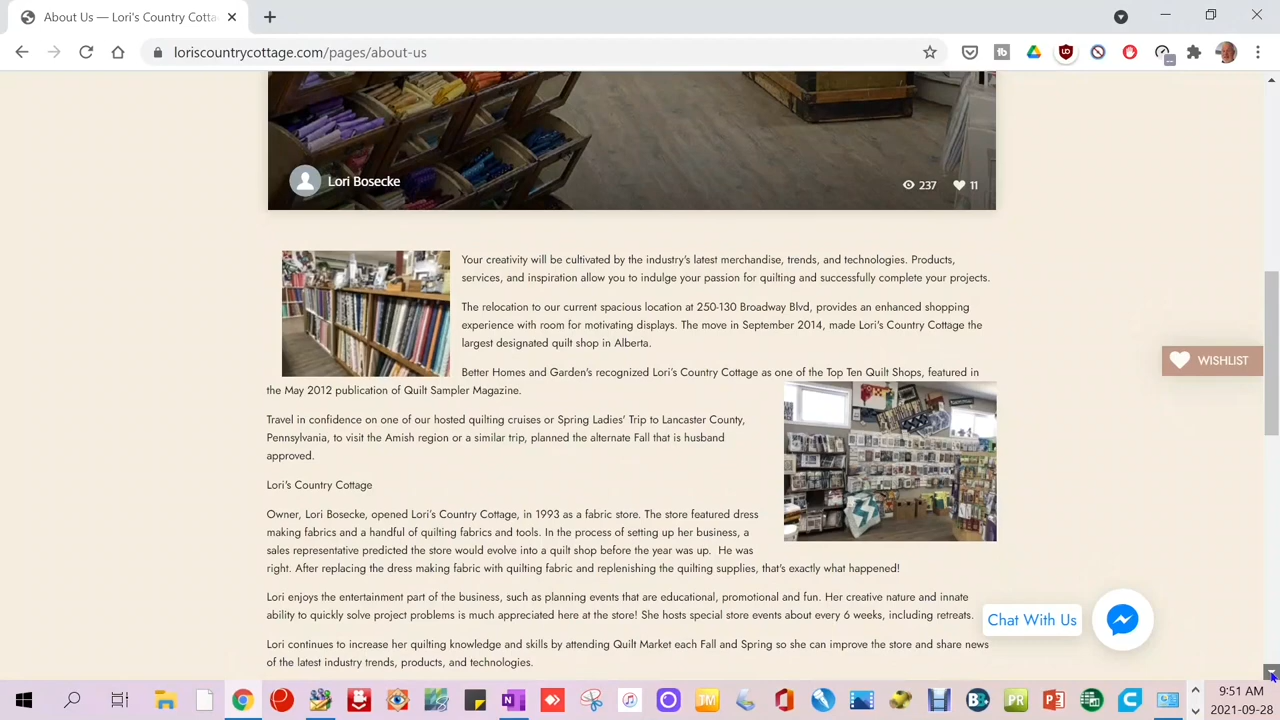 About Us — Lori's Country Cotta
loriscountrycottage.com/pages/about-us
Lori Bosecke
237
11
Your creativity will be cultivated by the industry's latest merchandise, trends, and technologies. Products,
services, and inspiration allow you to indulge your passion for quilting and successfully complete your projects.
The relocation to our current spacious location at 250-130 Broadway Blvd, provides an enhanced shopping
experience with room for motivating displays. The move in September 2014, made Lori's Country Cottage the
largest designated quilt shop in Alberta.
WISHLIST
Better Homes and Garden's recognized Lori's Country Cottage as one of the Top Ten Quilt Shops, featured in
the May 2012 publication of Quilt Sampler Magazine.
Travel in confidence on one of our hosted quilting cruises or Spring Ladies' Trip to Lancaster County,
Pennsylvania, to visit the Amish region or a similar trip, planned the alternate Fall that is husband
approved.
Lori's Country Cottage
Owner, Lori Bosecke, opened Lori's Country Cottage, in 1993 as a fabric store. The store featured dress
making fabrics and a handful of quilting fabrics and tools. In the process of setting up her business, a
sales representative predicted the store would evolve into a quilt shop before the year was up. He was
right. After replacing the dress making fabric with quilting fabric and replenishing the quilting supplies, that's exactly what happened!
Lori enjoys the entertainment part of the business, such as planning events that are educational, promotional and fun. Her creative nature and innate
ability to quickly solve project problems is much appreciated here at the store! She hosts special store events about every 6 weeks, including retreats.
Chat With Us
Lori continues to increase her quilting knowledge and skills by attending Quilt Market each Fall and Spring so she can improve the store and share news
of the latest industry trends, products, and technologies.
9:51 AM
2021-09-28